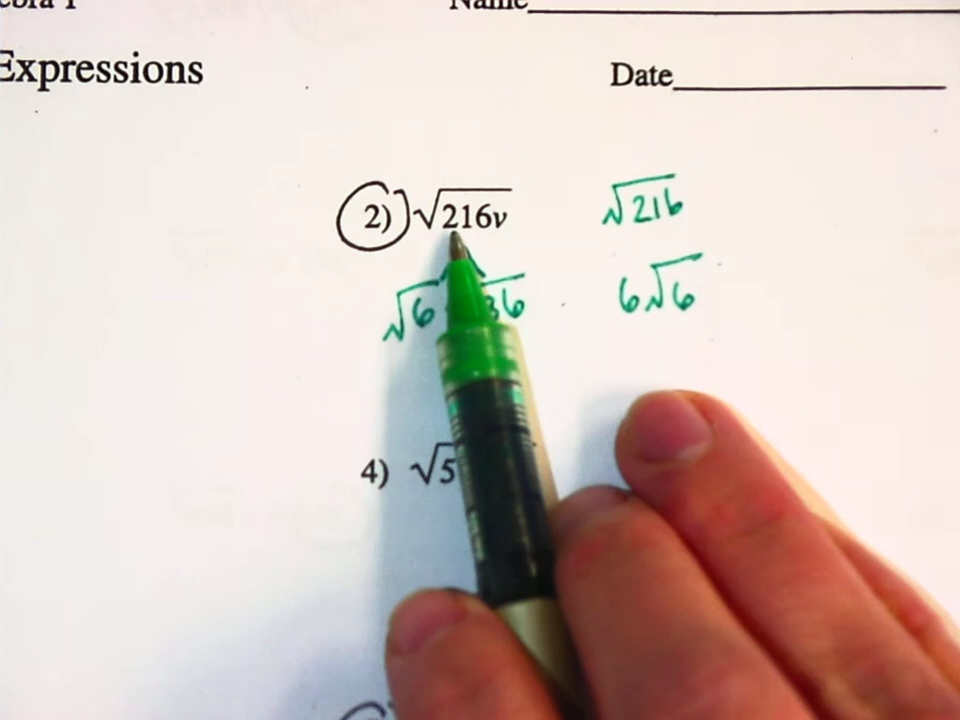 Name
Expressions Date
2) √216v √216
√6 36 6√6
4) √5